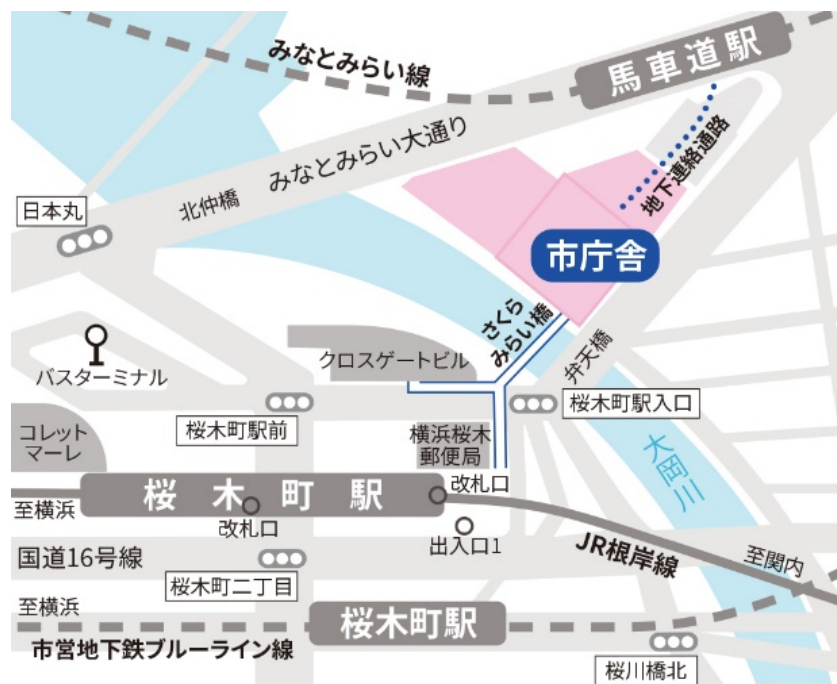 みなとみらい線
馬車道駅
みなとみらい大通り
北仲橋
地下連絡通路
日本丸
市庁舎
さくら
みらい橋
弁天橋
バスターミナル
クロスゲートビル
桜木町駅前
桜木町駅入口
コレット
マーレ
横浜桜木
郵便局
大岡川
桜木町駅
改札口
改札口
至横浜
出入口1
国道16号線
JR根岸線
至関内
桜木町二丁目
至横浜
桜木町駅
市営地下鉄ブルーライン線
桜川橋北